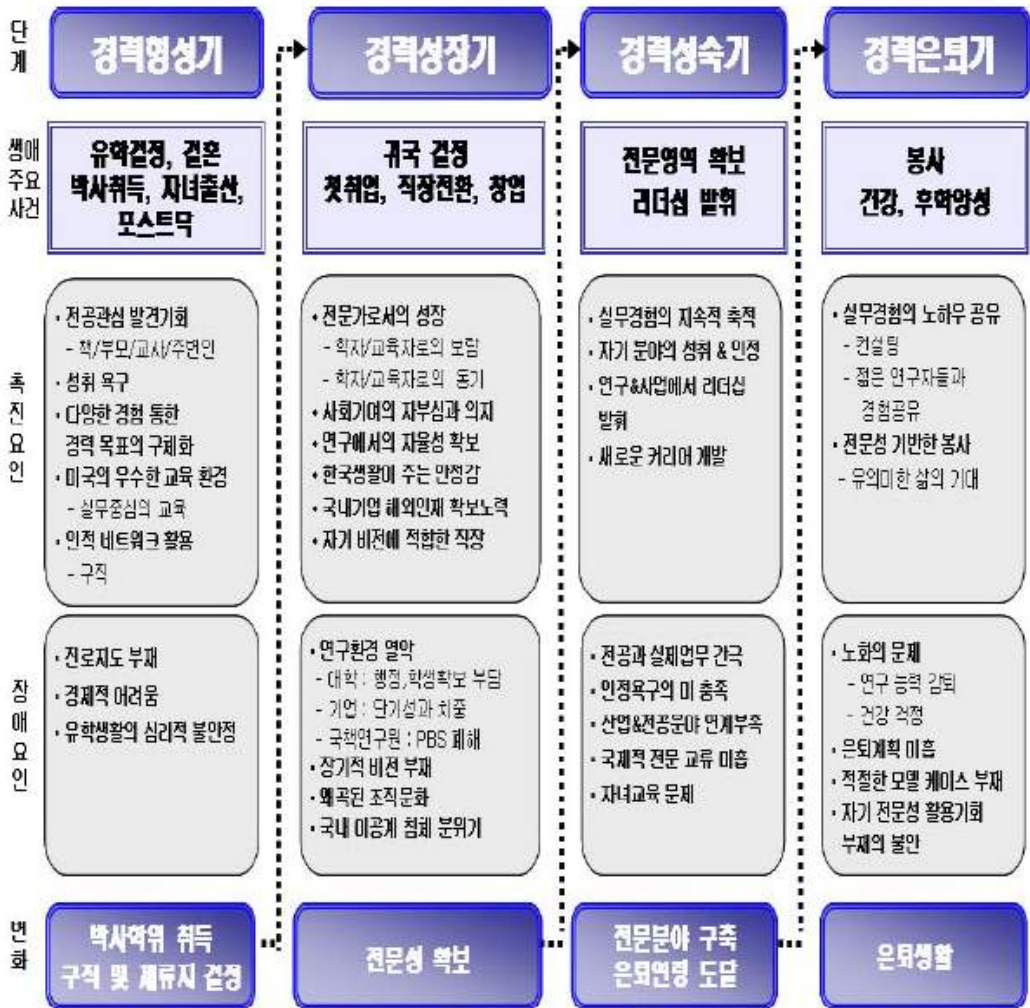 단계
경력형성기
경력성장기
경력성숙기
경력은퇴기
생애
주요
사건
유학결정, 결혼
박사취득, 자녀출산,
포스트닥
귀국 결정
첫취업, 직장전환, 창업
전문영역 확보
리더십 발휘
봉사
건강, 후학양성
촉진요인
• 전공관심 발견기회
- 책/부모/교사/주변인
• 성취 욕구
• 다양한 경험 통한
경력 목표의 구체화
• 미국의 우수한 교육 환경
- 실무중심의 교육
• 인적 네트워크 활용
- 구직
• 전문가로서의 성장
- 학자/교육자로의 보람
- 학자/교육자로의 동기
• 사회기여의 자부심과 의지
• 연구에서의 자율성 확보
• 한국생활이 주는 안정감
• 국내기업 해외인재 확보노력
• 자기 비전에 적합한 직장
• 실무경험의 지속적 축적
• 자기 분야의 성취 & 인정
• 연구&사업에서 리더십
발휘
• 새로운 커리어 개발
• 실무경험의 노하우 공유
- 컨설팅
- 젊은 연구자들과
경험공유
• 전문성 기반한 봉사
- 유의미한 삶의 기대
장애요인
• 진로지도 부재
• 경제적 어려움
• 유학생활의 심리적 불안정
• 연구환경 열악
- 대학 : 행정,학생확보 부담
- 기업 : 단기성과 치중
- 국책연구원 : PBS 폐해
• 장기적 비전 부재
• 왜곡된 조직문화
• 국내 이공계 침체 분위기
• 전공과 실제업무 간극
• 인정욕구의 미 충족
• 산업&전공분야 연계부족
• 국제적 전문 교류 미흡
• 자녀교육 문제
• 노화의 문제
- 연구 능력 감퇴
- 건강 걱정
• 은퇴계획 미흡
• 적절한 모델 케이스 부재
• 자기 전문성 활용기회
부재의 불안
변화
박사학위 취득
구직 및 체류지 결정
전문성 확보
전문분야 구축
은퇴연령 도달
은퇴생활